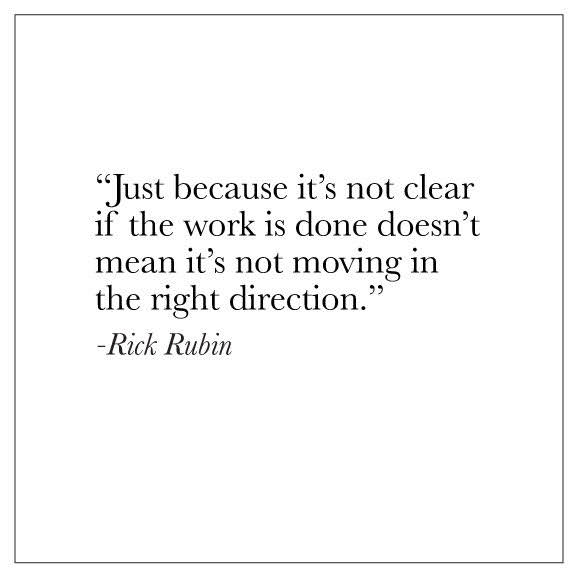 “Just because it’s not clear
if the work is done doesn’t
mean it’s not moving in
the right direction.”
-Rick Rubin